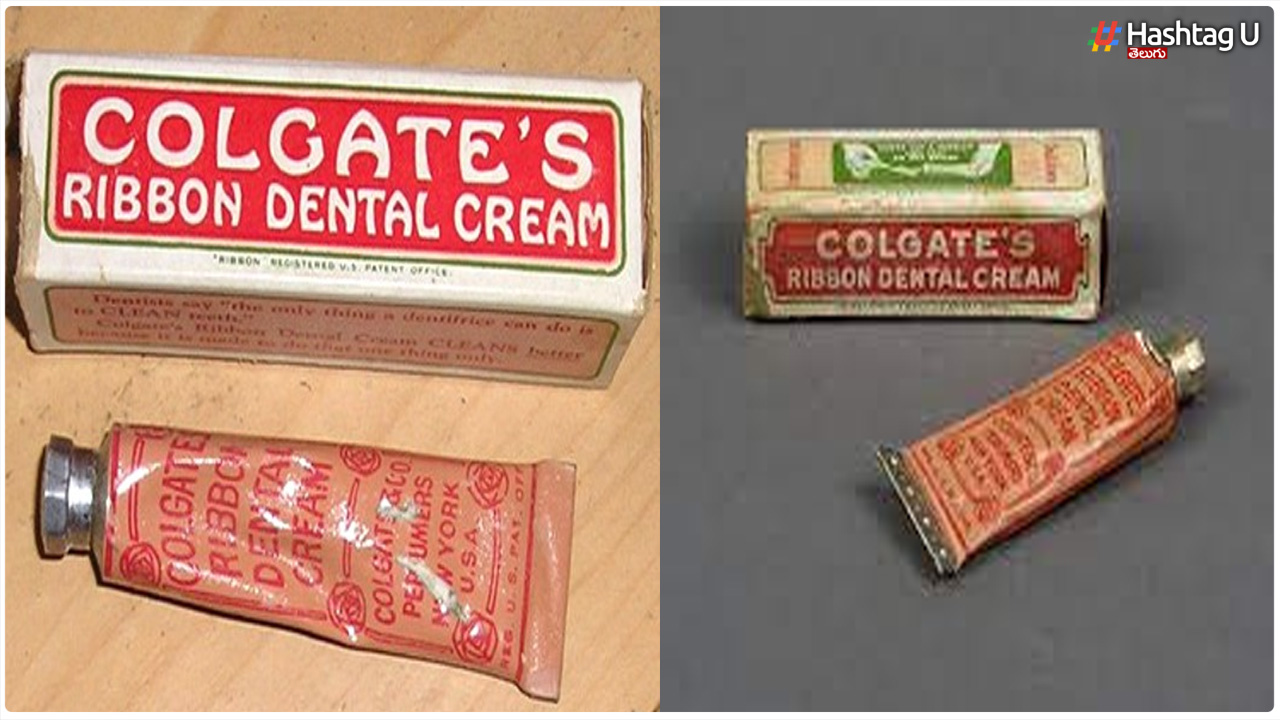 COLGATE'S
RIBBON DENTAL CREAM
"RIBBON" REGISTERED U.S. PATENT OFFICE.
Dentists say "the only thing a dentifrice can do is
to CLEAN teeth."
Colgate's Ribbon Dental Cream CLEANS better
because it is made to do that one thing only.
COLGATE
RIBBON
DENTAL
CREAM
COLGATE & CO.
PERFUMERS
NEW YORK
U.S.A.
REG. U.S. PAT. OFF
# Hashtag U
తెలుగు
COLGATE'S
RIBBON DENTAL CREAM